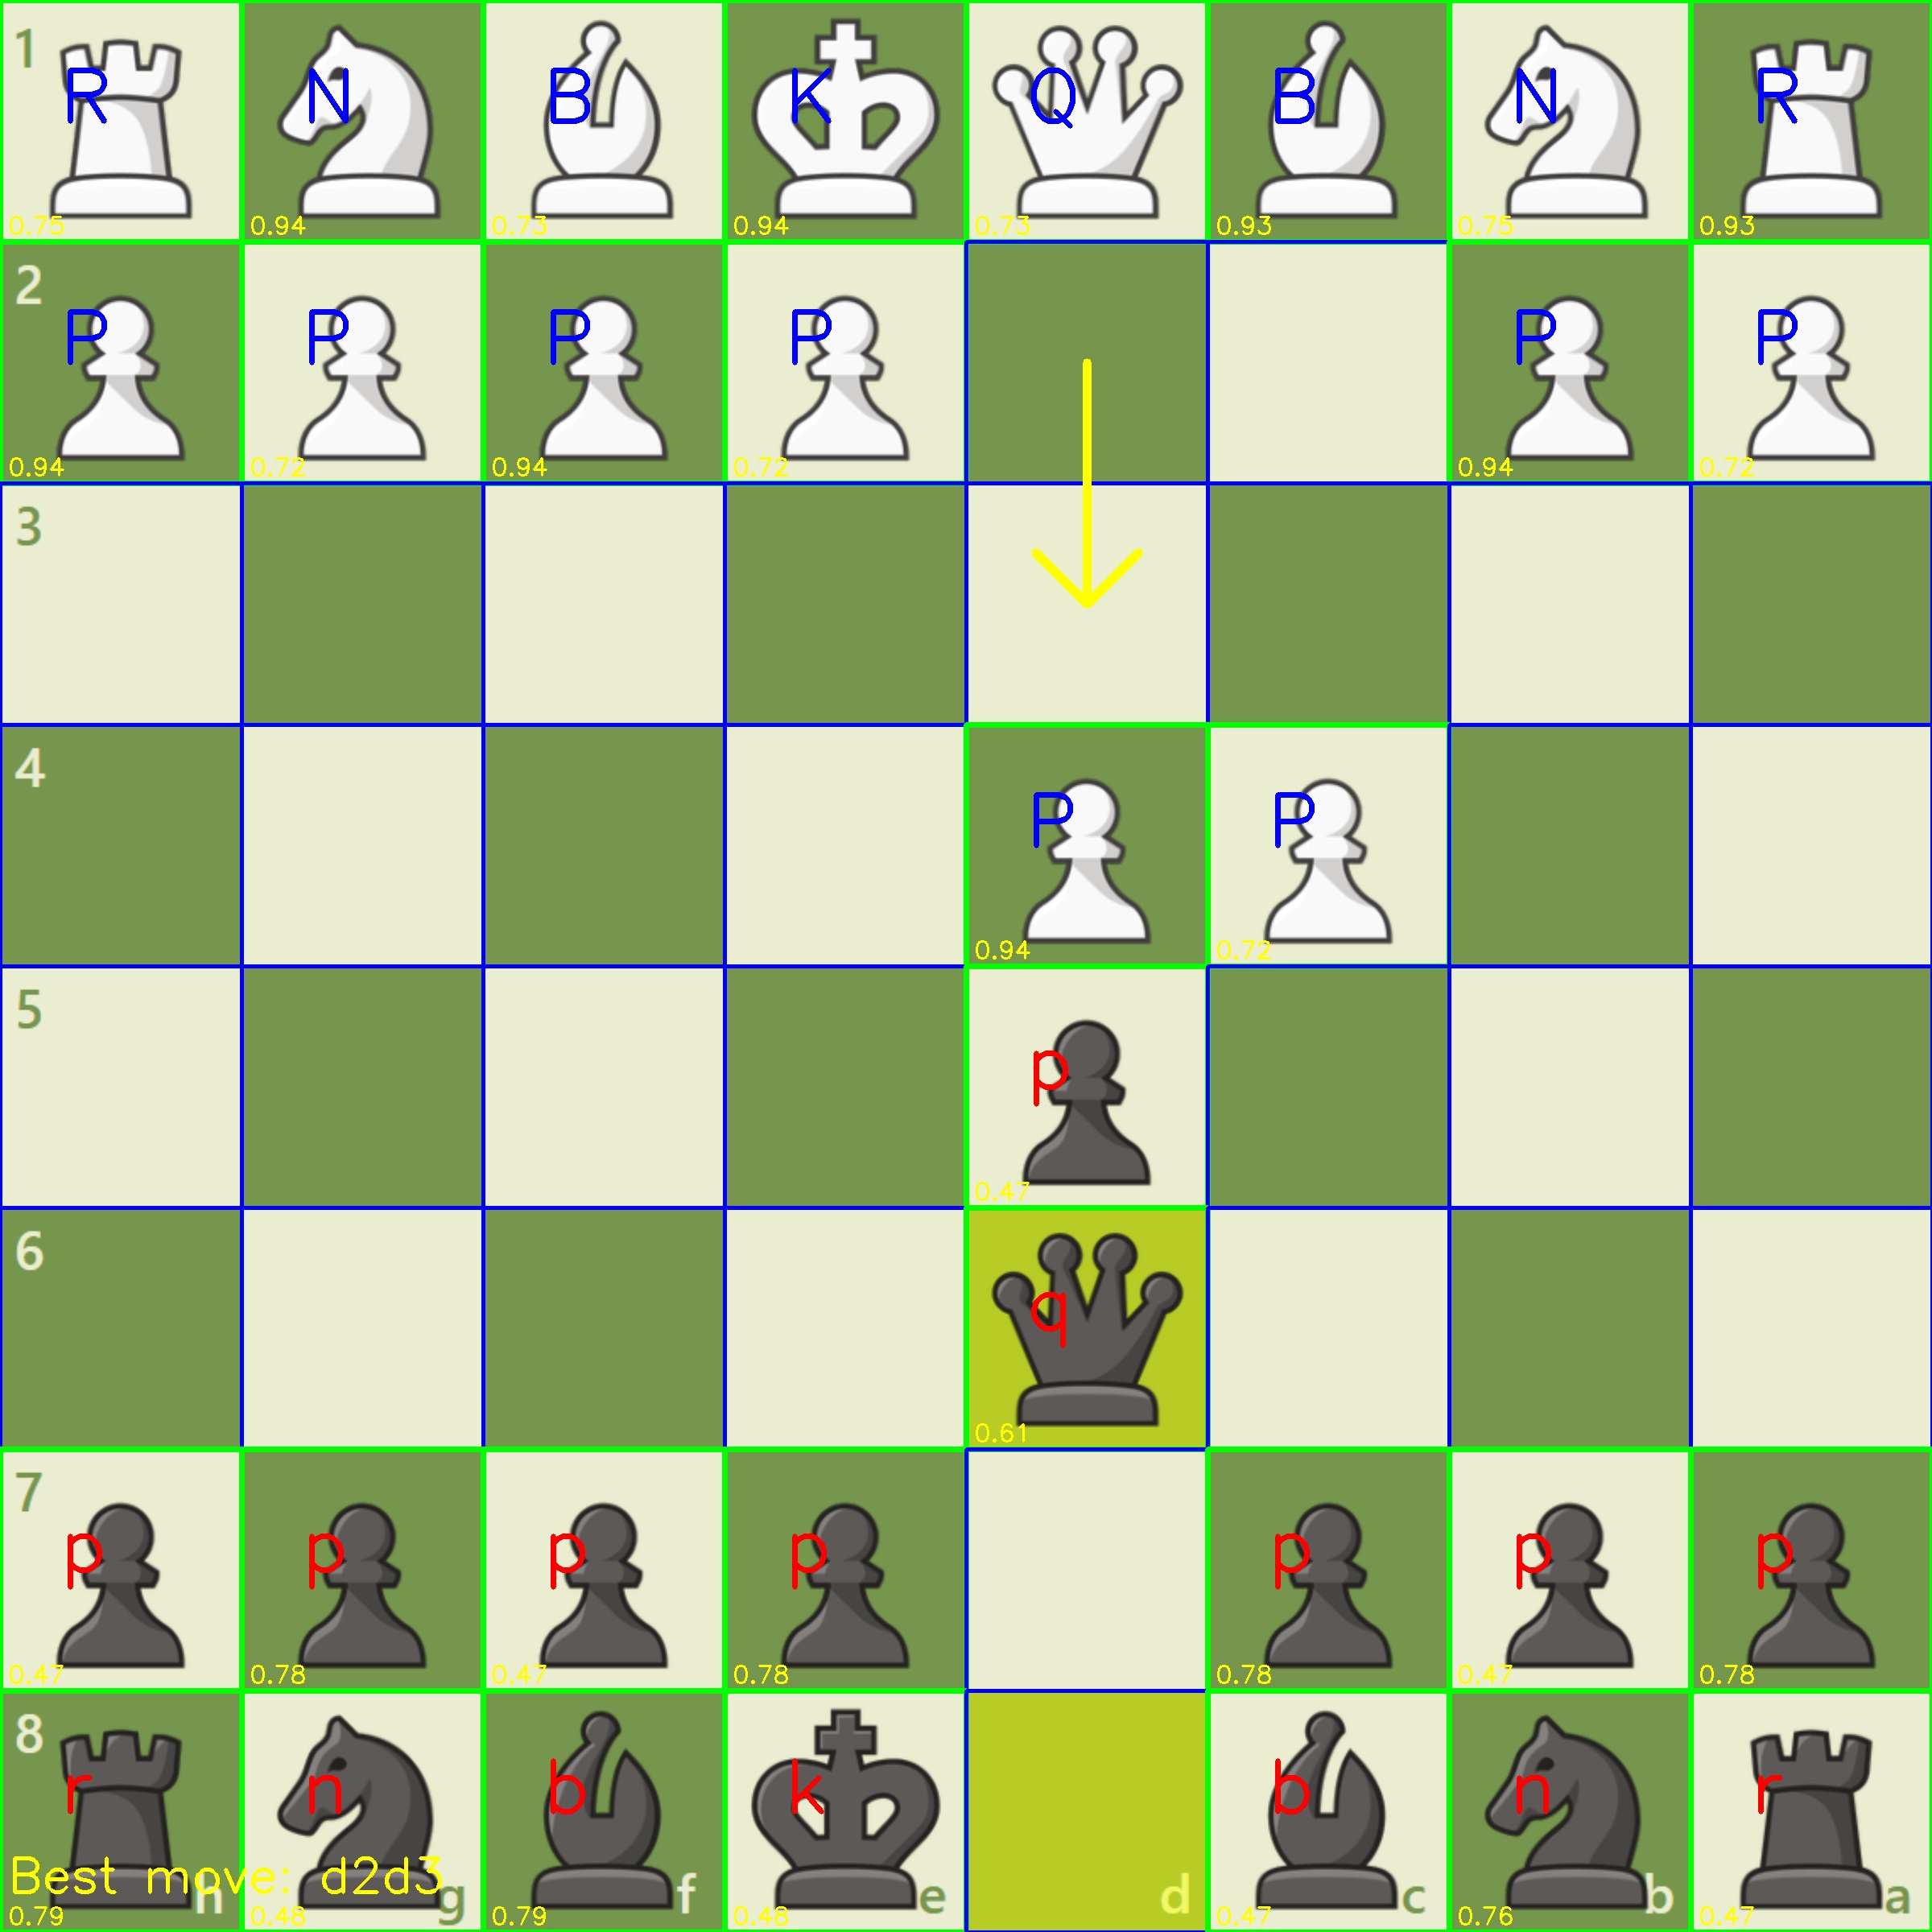 1 R N B K Q B N R
0.75 0.94 0.73 0.94 0.73 0.93 0.75 0.93
2 P P P P P P
0.94 0.72 0.94 0.72 0.94 0.72
3
4 P P
0.94 0.72
5 p
0.47
6 q
0.61
7 p p p p p p p
0.47 0.78 0.47 0.78 0.78 0.47 0.78
8 r n b k b n r
Best move: d2d3
h g f e d c b a
0.79 0.48 0.79 0.48 0.47 0.76 0.47